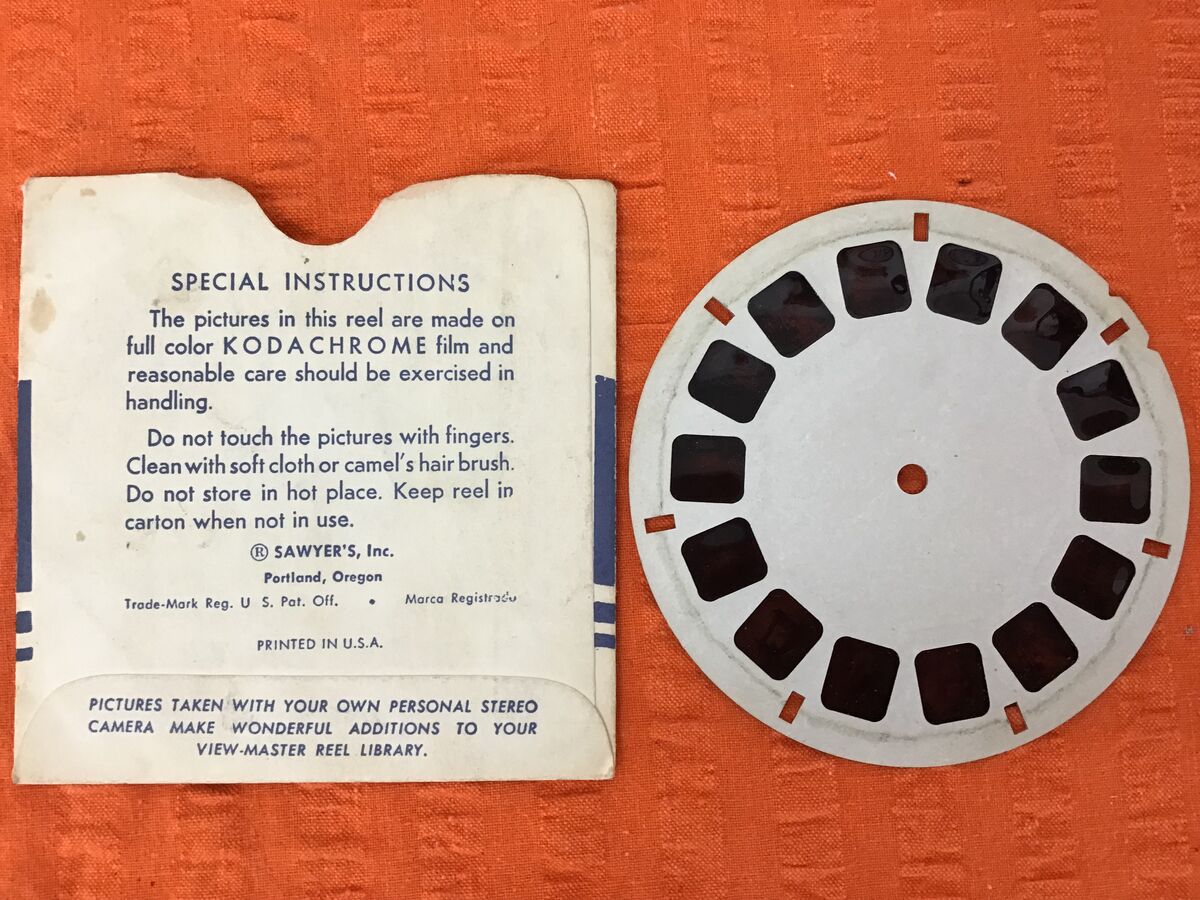 SPECIAL INSTRUCTIONS
The pictures in this reel are made on
full color KODACHROME film and
reasonable care should be exercised in
handling.
Do not touch the pictures with fingers.
Clean with soft cloth or camel's hair brush.
Do not store in hot place. Keep reel in
carton when not in use.
® SAWYER'S, Inc.
Portland, Oregon
Trade-Mark Reg. U S. Pat. Off. • Marca Registrado
PRINTED IN U.S.A.
PICTURES TAKEN WITH YOUR OWN PERSONAL STEREO
CAMERA MAKE WONDERFUL ADDITIONS TO YOUR
VIEW-MASTER REEL LIBRARY.